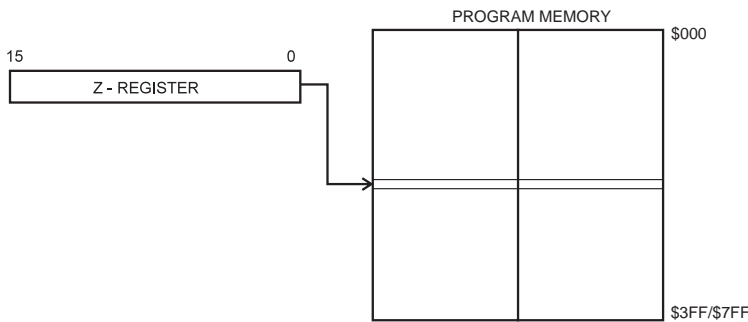 PROGRAM MEMORY
$000
15 0
Z - REGISTER
$3FF/$7FF